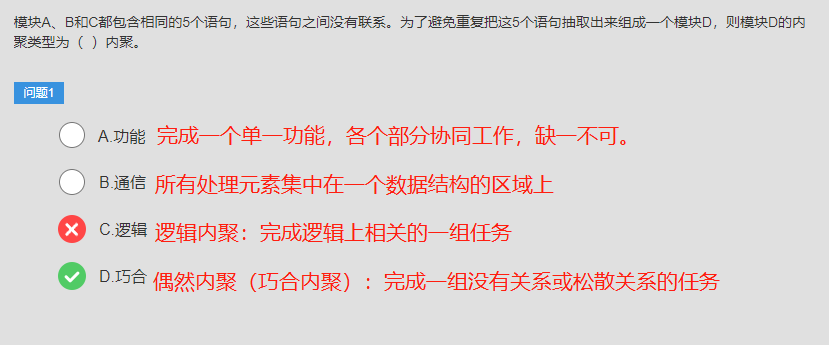 模块A、B和C都包含相同的5个语句，这些语句之间没有联系。为了避免重复把这5个语句抽取出来组成一个模块D，则模块D的内
聚类型为（ ）内聚。
问题1
A.功能 完成一个单一功能，各个部分协同工作，缺一不可。
B.通信 所有处理元素集中在一个数据结构的区域上
C.逻辑 逻辑内聚：完成逻辑上相关的一组任务
D.巧合 偶然内聚（巧合内聚）：完成一组没有关系或松散关系的任务